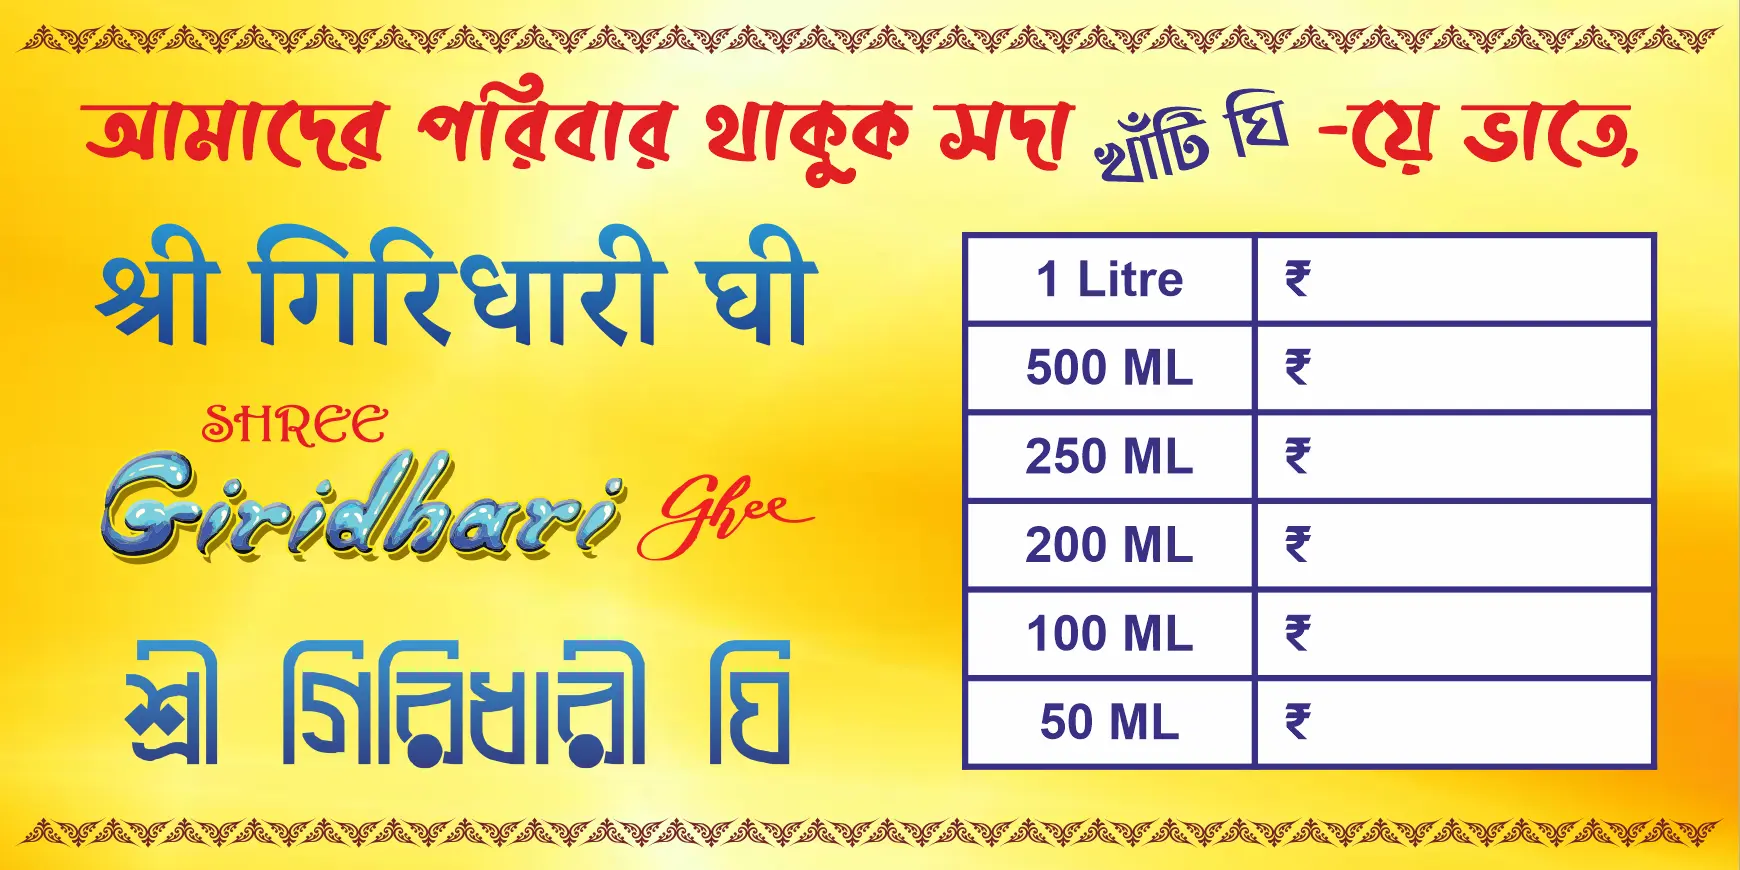 আমাদের পরিবার থাকুক সদা খাঁটি ঘি -য়ে ভাতে,
श्री गिरिधारी घी
SHREE
Giridhari Ghee
শ্রী গিরিধারী ঘি
1 Litre ₹
500 ML ₹
250 ML ₹
200 ML ₹
100 ML ₹
50 ML ₹